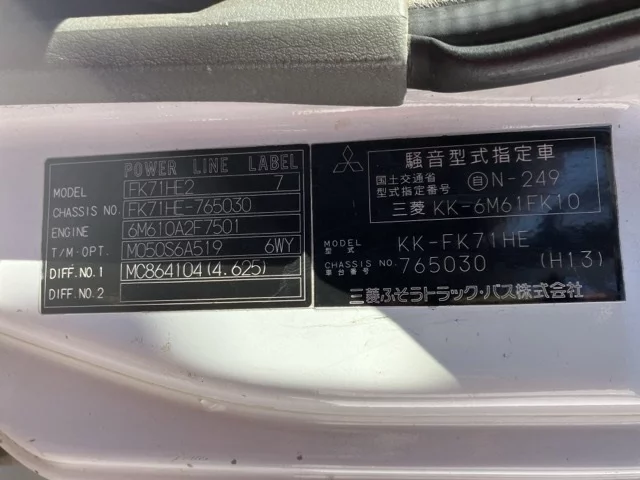 POWER LINE LABEL
MODEL FK71HE2 7
CHASSIS NO. FK71HE-765030
ENGINE 6M610A2F7501
T/M-OPT. M050S6A519 6WY
DIFF.NO.1 MC864104(4.625)
DIFF.NO.2
騒音型式指定車
国土交通省
型式指定番号 自N-249
三菱 KK-6M61FK10
MODEL
型式 KK-FK71HE
CHASSIS NO.
車台番号 765030 (H13)
三菱ふそうトラック・バス株式会社